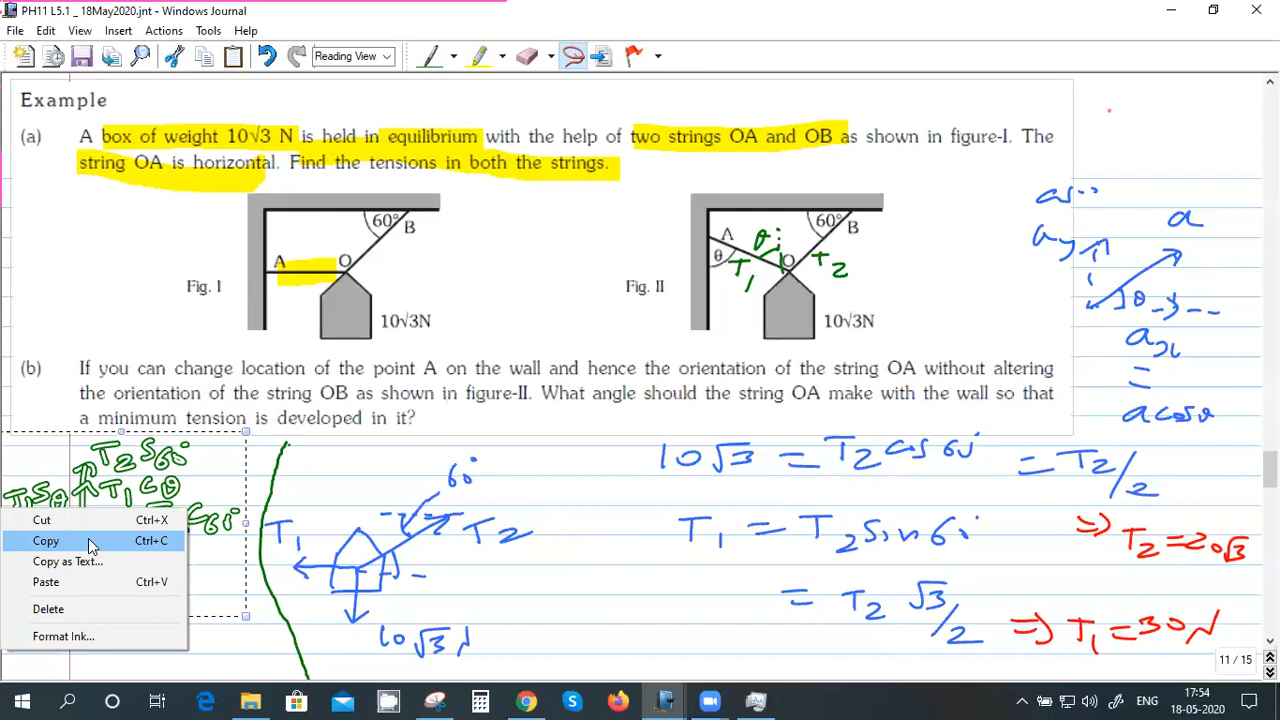 PH11 L5.1 _ 18May2020.jnt - Windows Journal
File Edit View Insert Actions Tools Help
Reading View
Example
(a) A box of weight 10√3 N is held in equilibrium with the help of two strings OA and OB as shown in figure-I. The
string OA is horizontal. Find the tensions in both the strings.
60°
B
A
O
Fig. I
10√3N
60°
B
A
θ
O
T1
T2
θ
Fig. II
10√3N
a
ay
θ
ax
=
a cos θ
(b) If you can change location of the point A on the wall and hence the orientation of the string OA without altering
the orientation of the string OB as shown in figure-II. What angle should the string OA make with the wall so that
a minimum tension is developed in it?
T2 S60
T1 Sθ T1 Cθ
C60
Cut Ctrl+X
Copy Ctrl+C
Copy as Text...
Paste Ctrl+V
Delete
Format Ink...
60°
T1
T2
10√3 N
10√3 = T2 cos 60 = T2/2
T1 = T2 sin 60
⇒ T2 = 20√3
= T2 √3/2
⇒ T1 = 30 N
11 / 15
ENG
17:54
18-05-2020